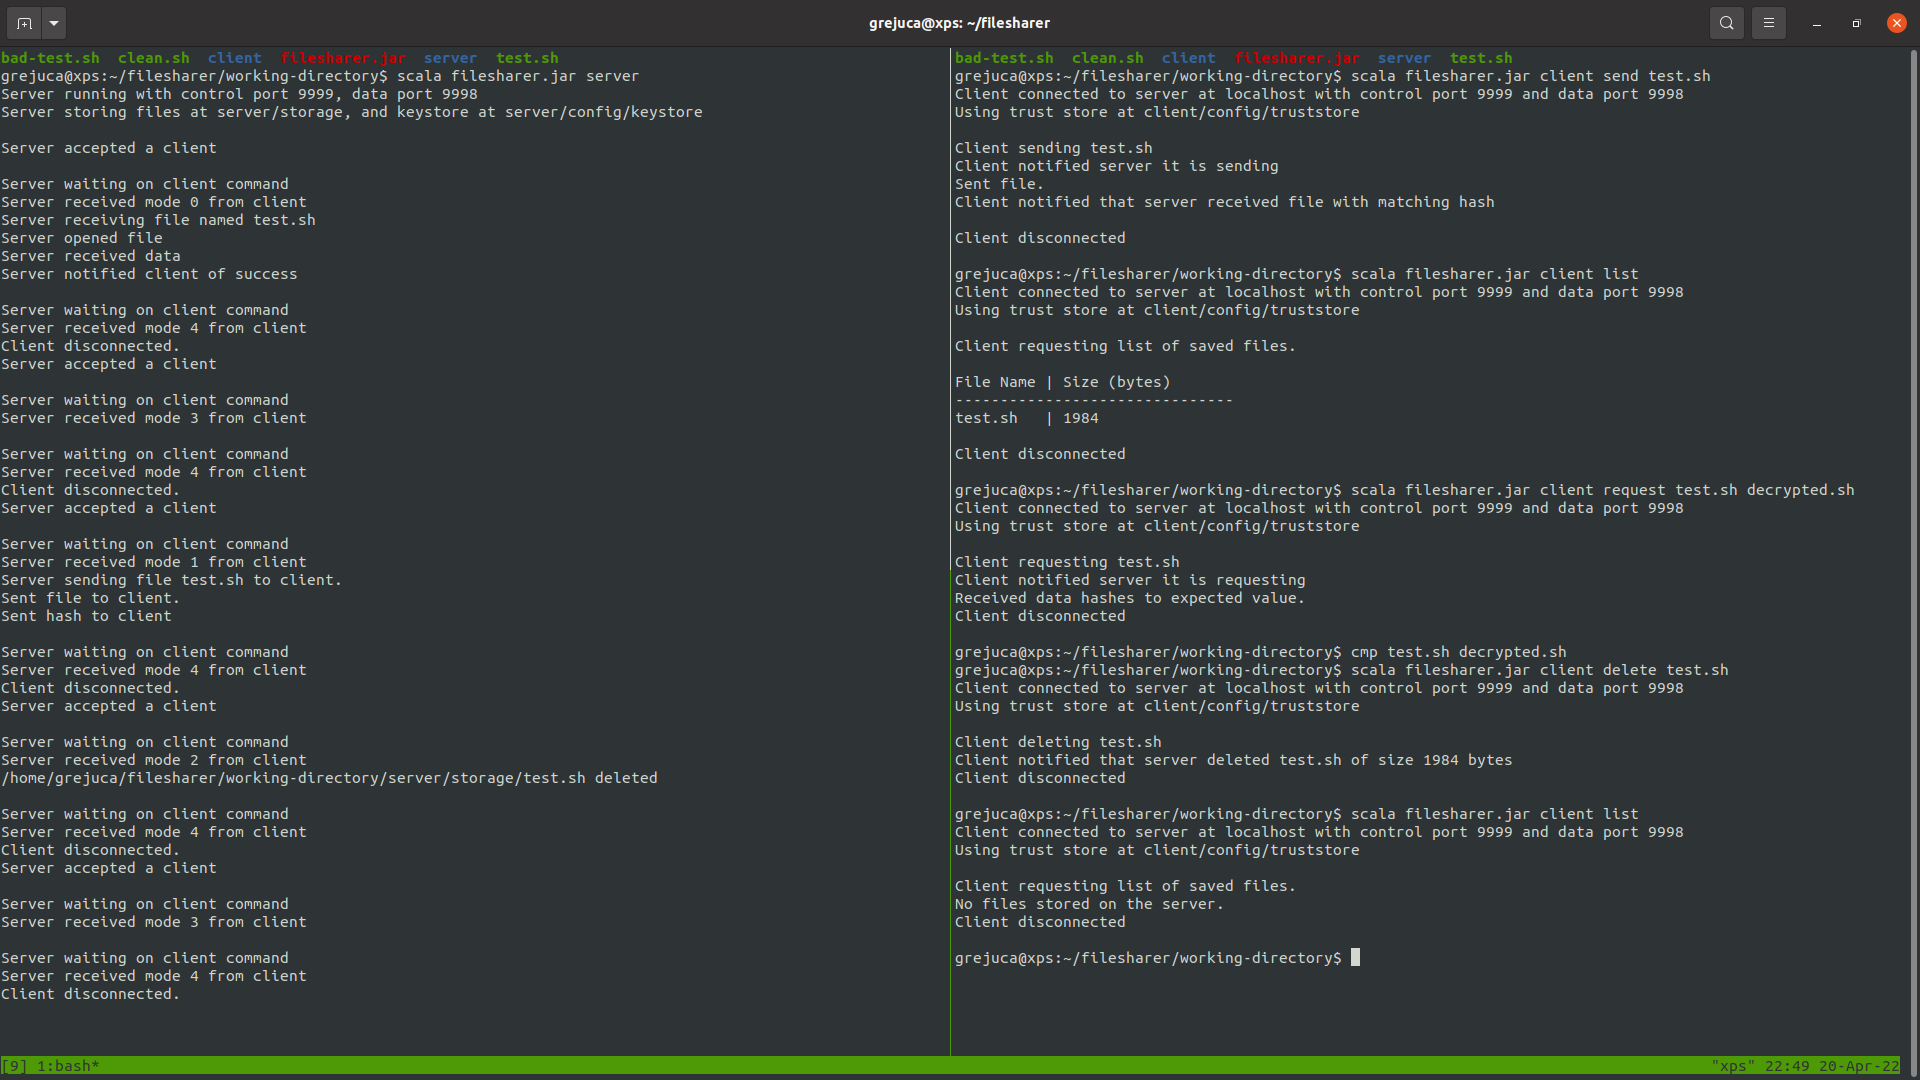 grejuca@xps: ~/filesharer
bad-test.sh  clean.sh  client  filesharer.jar  server  test.sh
grejuca@xps:~/filesharer/working-directory$ scala filesharer.jar server
Server running with control port 9999, data port 9998
Server storing files at server/storage, and keystore at server/config/keystore

Server accepted a client

Server waiting on client command
Server received mode 0 from client
Server receiving file named test.sh
Server opened file
Server received data
Server notified client of success

Server waiting on client command
Server received mode 4 from client
Client disconnected.
Server accepted a client

Server waiting on client command
Server received mode 3 from client

Server waiting on client command
Server received mode 4 from client
Client disconnected.
Server accepted a client

Server waiting on client command
Server received mode 1 from client
Server sending file test.sh to client.
Sent file to client.
Sent hash to client

Server waiting on client command
Server received mode 4 from client
Client disconnected.
Server accepted a client

Server waiting on client command
Server received mode 2 from client
/home/grejuca/filesharer/working-directory/server/storage/test.sh deleted

Server waiting on client command
Server received mode 4 from client
Client disconnected.
Server accepted a client

Server waiting on client command
Server received mode 3 from client

Server waiting on client command
Server received mode 4 from client
Client disconnected.
bad-test.sh  clean.sh  client  filesharer.jar  server  test.sh
grejuca@xps:~/filesharer/working-directory$ scala filesharer.jar client send test.sh
Client connected to server at localhost with control port 9999 and data port 9998
Using trust store at client/config/truststore

Client sending test.sh
Client notified server it is sending
Sent file.
Client notified that server received file with matching hash

Client disconnected

grejuca@xps:~/filesharer/working-directory$ scala filesharer.jar client list
Client connected to server at localhost with control port 9999 and data port 9998
Using trust store at client/config/truststore

Client requesting list of saved files.

File Name | Size (bytes)
-------------------------------
test.sh   | 1984

Client disconnected

grejuca@xps:~/filesharer/working-directory$ scala filesharer.jar client request test.sh decrypted.sh
Client connected to server at localhost with control port 9999 and data port 9998
Using trust store at client/config/truststore

Client requesting test.sh
Client notified server it is requesting
Received data hashes to expected value.
Client disconnected

grejuca@xps:~/filesharer/working-directory$ cmp test.sh decrypted.sh
grejuca@xps:~/filesharer/working-directory$ scala filesharer.jar client delete test.sh
Client connected to server at localhost with control port 9999 and data port 9998
Using trust store at client/config/truststore

Client deleting test.sh
Client notified that server deleted test.sh of size 1984 bytes
Client disconnected

grejuca@xps:~/filesharer/working-directory$ scala filesharer.jar client list
Client connected to server at localhost with control port 9999 and data port 9998
Using trust store at client/config/truststore

Client requesting list of saved files.
No files stored on the server.
Client disconnected

grejuca@xps:~/filesharer/working-directory$
[9] 1:bash*
"xps" 22:49 20-Apr-22